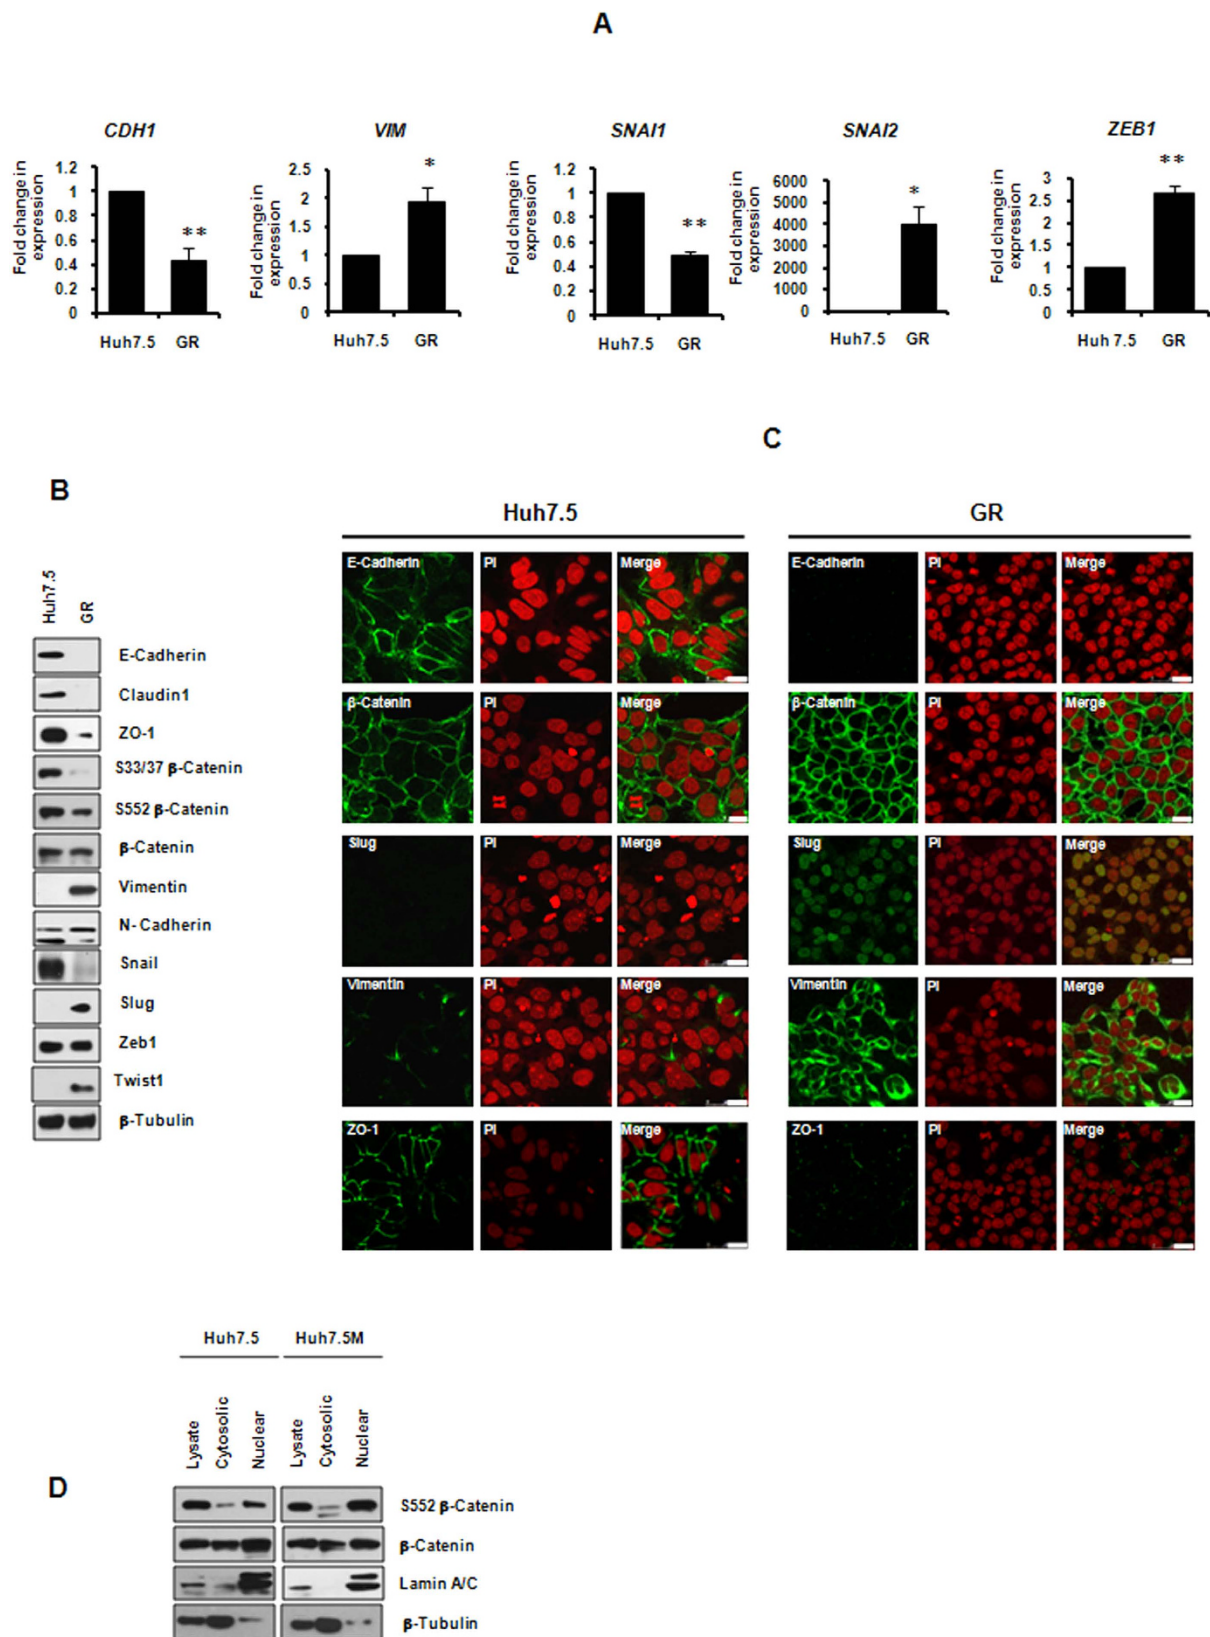 A
CDH1
VIM
SNAI1
SNAI2
ZEB1
Fold change in expression
1.2
1
0.8
0.6
0.4
0.2
0
**
Huh7.5 GR
Fold change in expression
2.5
2
1.5
1
0.5
0
*
Huh7.5 GR
Fold change in expression
1.2
1
0.8
0.6
0.4
0.2
0
**
Huh7.5 GR
Fold change in expression
6000
5000
4000
3000
2000
1000
0
*
Huh7.5 GR
Fold change in expression
3
2.5
2
1.5
1
0.5
0
**
Huh 7.5 GR
B
Huh7.5 GR
E-Cadherin
Claudin1
ZO-1
S33/37 β-Catenin
S552 β-Catenin
β-Catenin
Vimentin
N- Cadherin
Snail
Slug
Zeb1
Twist1
β-Tubulin
C
Huh7.5
GR
E-Cadherin PI Merge
E-Cadherin PI Merge
β-Catenin PI Merge
β-Catenin PI Merge
Slug PI Merge
Slug PI Merge
Vimentin PI Merge
Vimentin PI Merge
ZO-1 PI Merge
ZO-1 PI Merge
D
Huh7.5 Huh7.5M
Lysate Cytosolic Nuclear Lysate Cytosolic Nuclear
S552 β-Catenin
β-Catenin
Lamin A/C
β-Tubulin